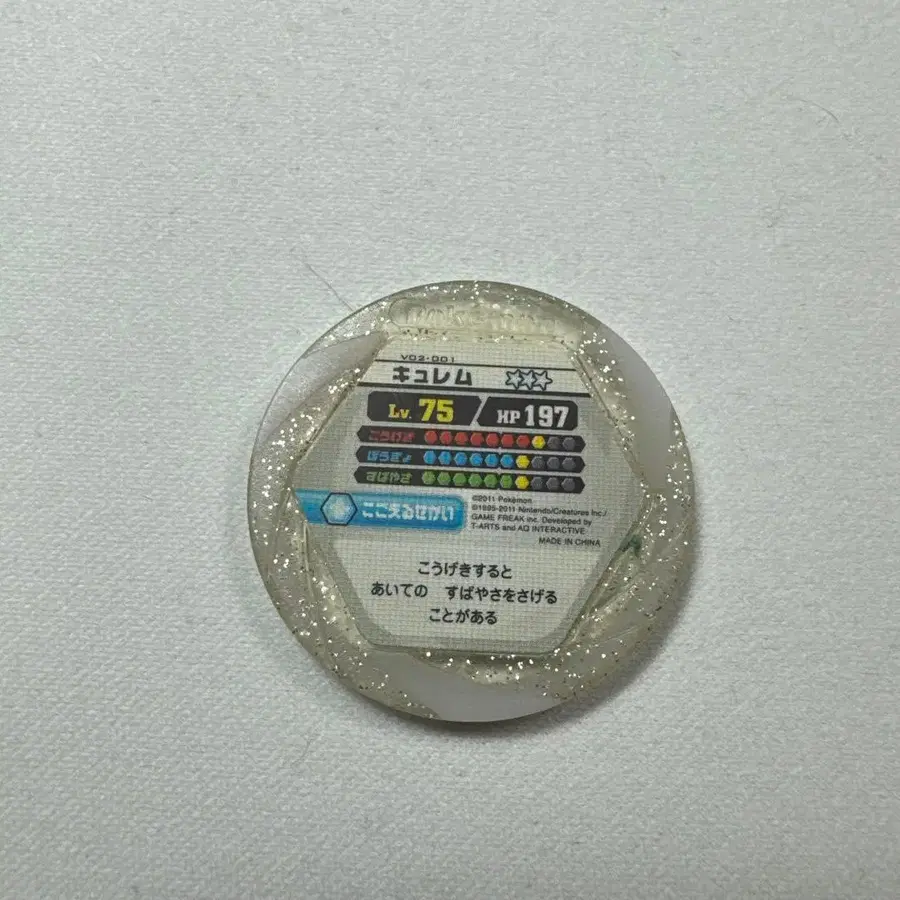 Pokémon
V02-001
キュレム ☆☆☆
Lv. 75 HP 197
こうげき
ぼうぎょ
すばやさ
こごえるせかい
©2011 Pokémon
©1995-2011 Nintendo/Creatures Inc./
GAME FREAK inc. Developed by
T-ARTS and AQ INTERACTIVE
MADE IN CHINA
こうげきすると
あいての すばやさをさげる
ことがある